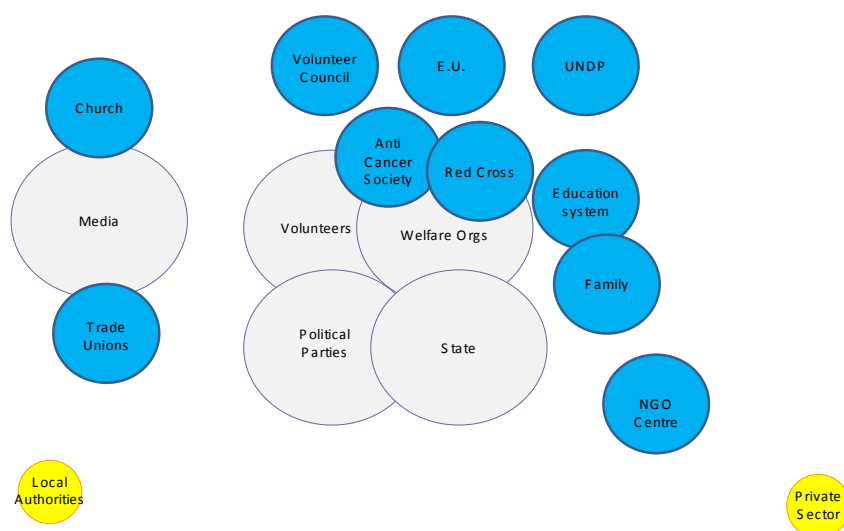 Volunteer
Council
E.U.
UNDP
Church
Anti
Cancer
Society
Red Cross
Education
system
Media
Volunteers
Welfare Orgs
Family
Trade
Unions
Political
Parties
State
NGO
Centre
Local
Authorities
Private
Sector